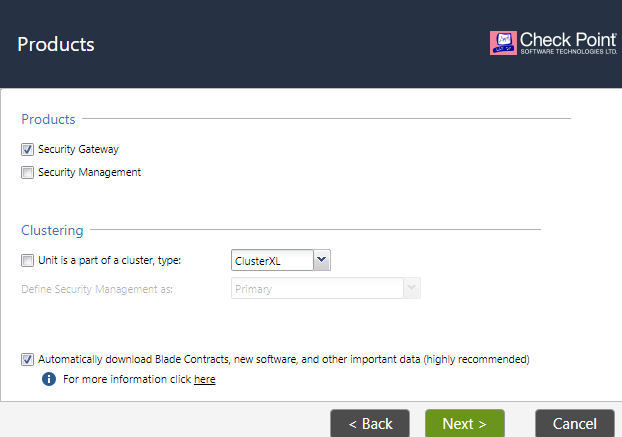 Products
Check Point
SOFTWARE TECHNOLOGIES LTD.
Products
Security Gateway
Security Management
Clustering
Unit is a part of a cluster, type: ClusterXL
Define Security Management as: Primary
Automatically download Blade Contracts, new software, and other important data (highly recommended)
For more information click here
< Back Next > Cancel